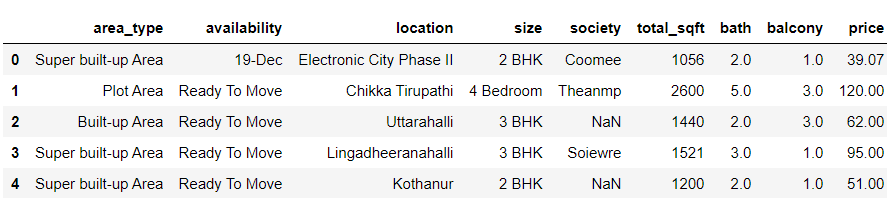 area_type availability location size society total_sqft bath balcony price
0 Super built-up Area 19-Dec Electronic City Phase II 2 BHK Coomee 1056 2.0 1.0 39.07
1 Plot Area Ready To Move Chikka Tirupathi 4 Bedroom Theanmp 2600 5.0 3.0 120.00
2 Built-up Area Ready To Move Uttarahalli 3 BHK NaN 1440 2.0 3.0 62.00
3 Super built-up Area Ready To Move Lingadheeranahalli 3 BHK Soiewre 1521 3.0 1.0 95.00
4 Super built-up Area Ready To Move Kothanur 2 BHK NaN 1200 2.0 1.0 51.00